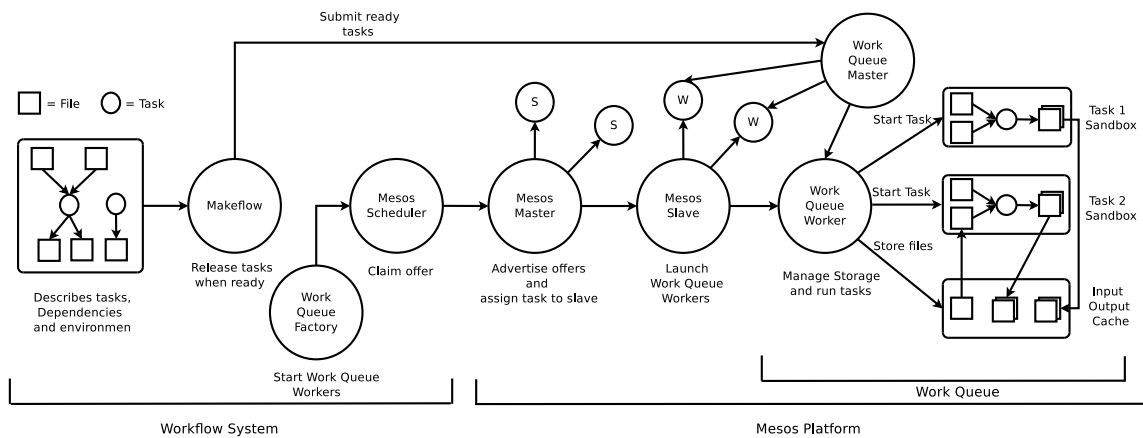 Submit ready
tasks
Work
Queue
Master
= File
= Task
S
S
W
W
Start Task
Task 1
Sandbox
Makeflow
Mesos
Scheduler
Mesos
Master
Mesos
Slave
Work
Queue
Worker
Start Task
Task 2
Sandbox
Store files
Release tasks
when ready
Claim offer
Advertise offers
and
assign task to slave
Launch
Work Queue
Workers
Manage Storage
and run tasks
Describes tasks,
Dependencies
and environmen
Work
Queue
Factory
Input
Output
Cache
Start Work Queue
Workers
Work Queue
Workflow System
Mesos Platform